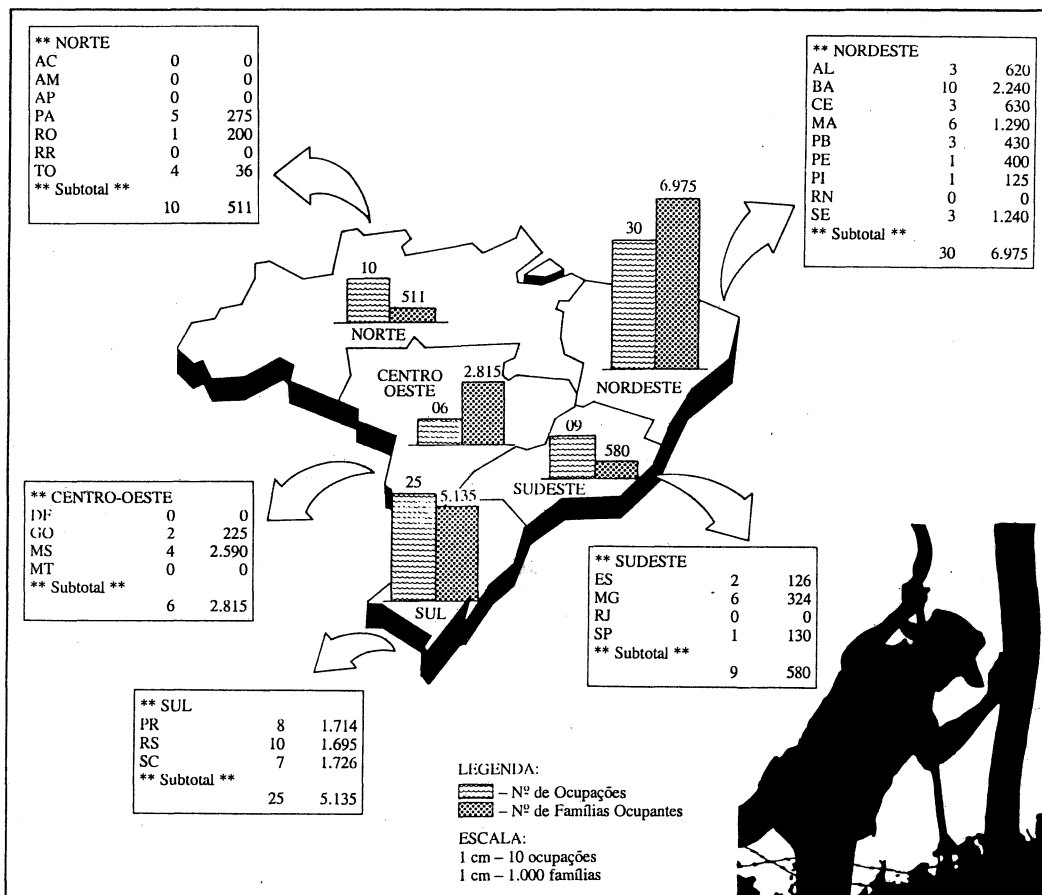 ** NORTE
AC 0 0
AM 0 0
AP 0 0
PA 5 275
RO 1 200
RR 0 0
TO 4 36
** Subtotal **
10 511
** NORDESTE
AL 3 620
BA 10 2.240
CE 3 630
MA 6 1.290
PB 3 430
PE 1 400
PI 1 125
RN 0 0
SE 3 1.240
** Subtotal **
30 6.975
6.975
30
NORDESTE
10
511
NORTE
CENTRO
OESTE
2.815
06
09
580
SUDESTE
25
5.135
SUL
** CENTRO-OESTE
DF 0 0
GO 2 225
MS 4 2.590
MT 0 0
** Subtotal **
6 2.815
** SUDESTE
ES 2 126
MG 6 324
RJ 0 0
SP 1 130
** Subtotal **
9 580
** SUL
PR 8 1.714
RS 10 1.695
SC 7 1.726
** Subtotal **
25 5.135
LEGENDA:
– Nº de Ocupações
– Nº de Famílias Ocupantes
ESCALA:
1 cm – 10 ocupações
1 cm – 1.000 famílias